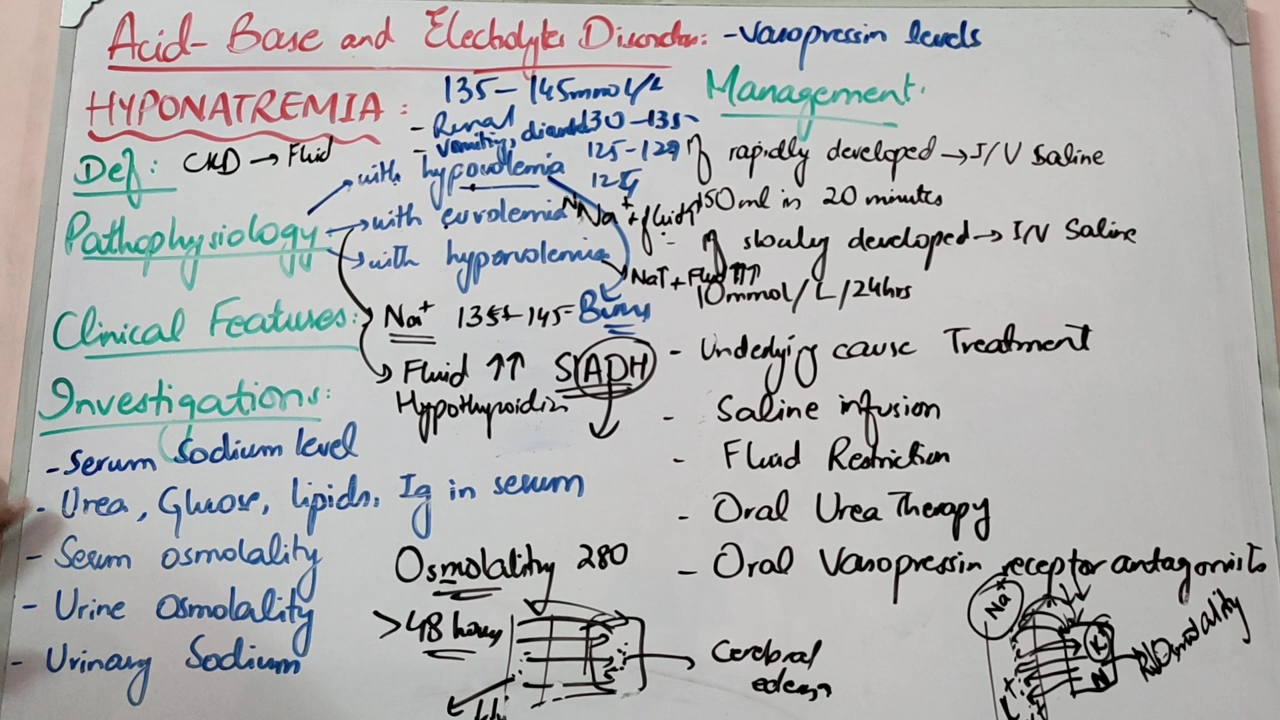 Acid-Base and Electrolyte Disorders: -Vasopressin levels
HYPONATREMIA : 135-145mmol/L
- Renal
- Vomiting,
130-135
125-129
Def: CKD → Fluid
Pathophysiology
→ with hypovolemia
→ with euvolemia
→ with hypervolemia
Na+ + fluid
Na↑ + Fluid ↑↑
Clinical Features:
Na+ 135+-145-
Fluid ↑↑ SIADH
Investigations:
- Serum Sodium level
- Urea, Glucose, lipids, Ig in serum
- Serum osmolality
- Urine Osmolality
- Urinary Sodium
Osmolality 280
>48 hours
Cerebral
edema
Management:
If rapidly developed → I/V Saline
150ml in 20 minutes
If slowly developed → I/V Saline
10mmol/L/24hrs
- Underlying cause Treatment
- Saline infusion
- Fluid Restriction
- Oral Urea Therapy
- Oral Vasopressin receptor antagonists
Na+
K+
Osmolality